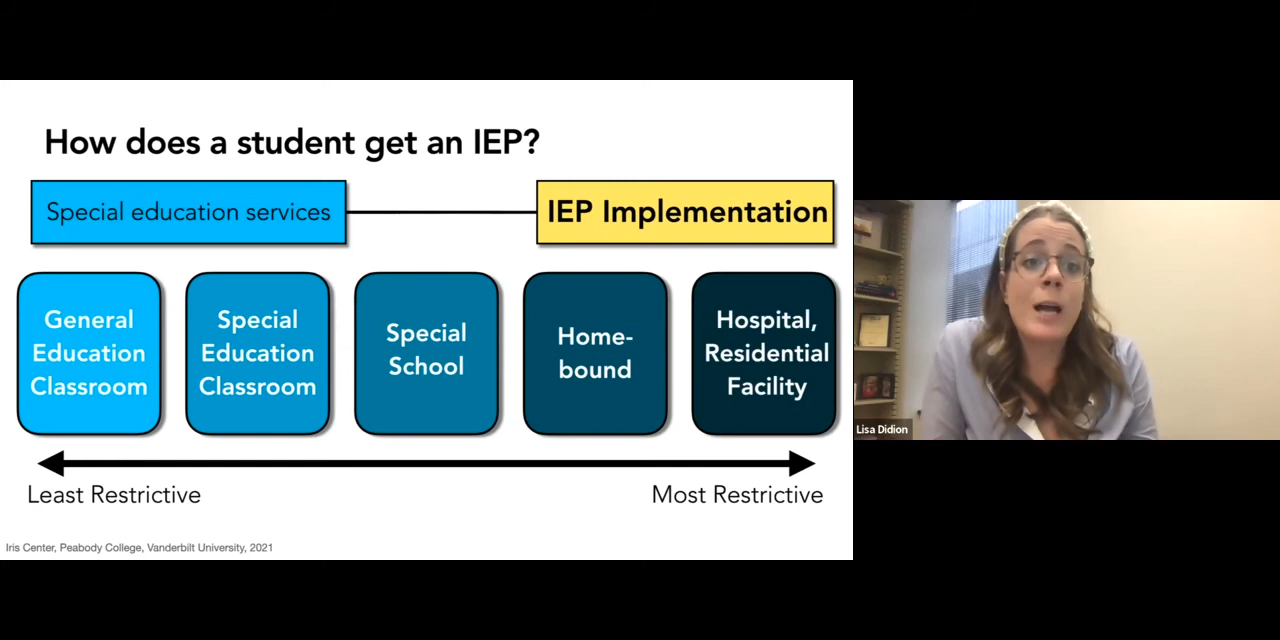 How does a student get an IEP?
Special education services
IEP Implementation
General
Education
Classroom
Special
Education
Classroom
Special
School
Home-
bound
Hospital,
Residential
Facility
Least Restrictive
Most Restrictive
Iris Center, Peabody College, Vanderbilt University, 2021
Lisa Didion